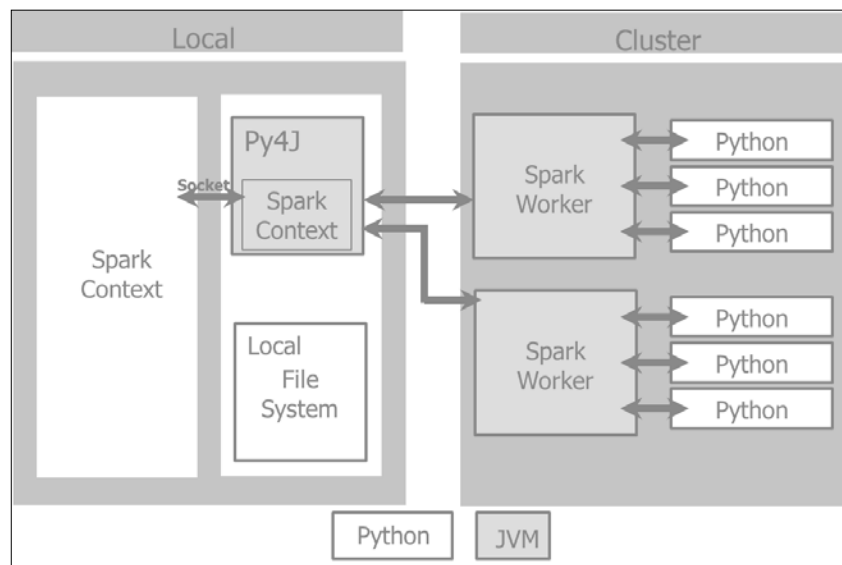 Local
Cluster
Py4J
Socket
Spark
Context
Spark
Context
Local
File
System
Spark
Worker
Python
Python
Python
Spark
Worker
Python
Python
Python
Python
JVM